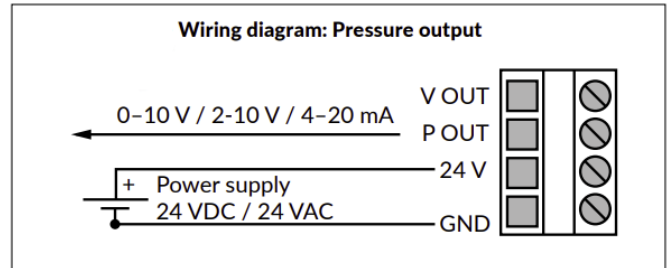 Wiring diagram: Pressure output
V OUT
0–10 V / 2-10 V / 4–20 mA
P OUT
24 V
+ Power supply
24 VDC / 24 VAC
GND